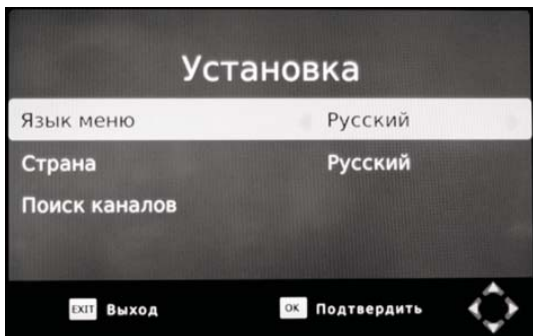 Установка
Язык меню Русский
Страна Русский
Поиск каналов
EXIT Выход OK Подтвердить